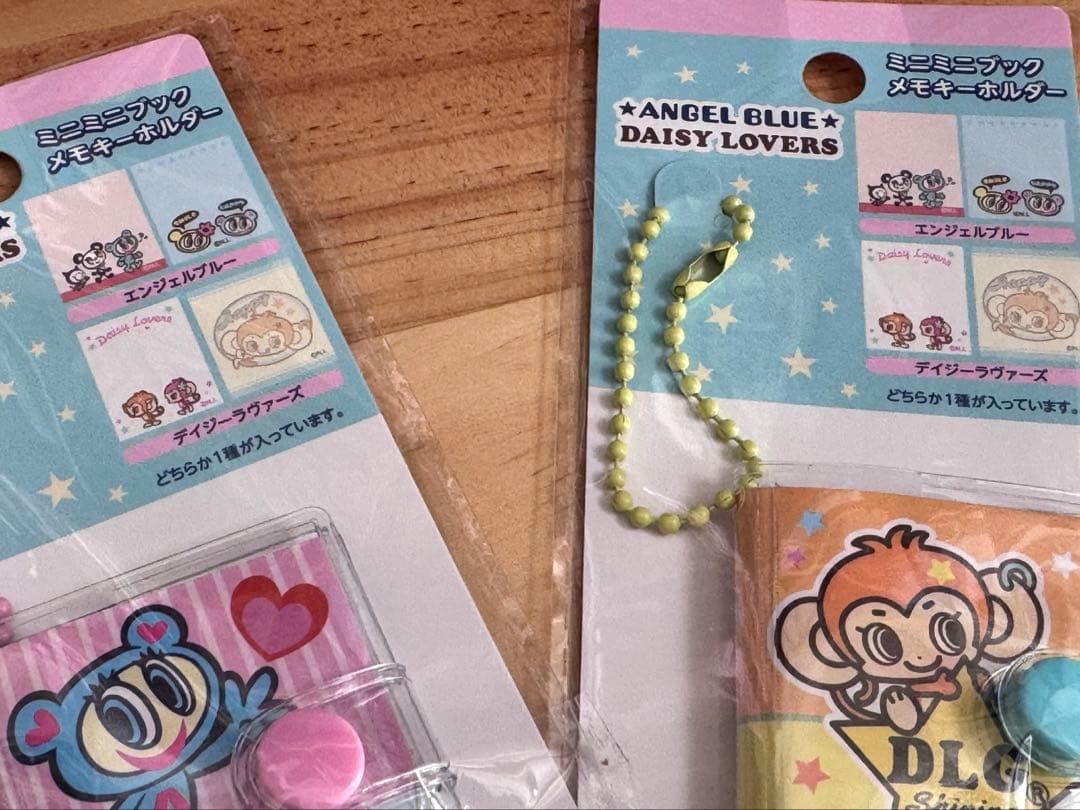 ミニミニブック
メモキーホルダー
エンジェルブルー
Daisy Lovers
デイジーラヴァーズ
どちらか1種が入っています。
★ANGEL BLUE★
DAISY LOVERS
ミニミニブック
メモキーホルダー
エンジェルブルー
Daisy Lovers
デイジーラヴァーズ
どちらか1種が入っています。
DLG®